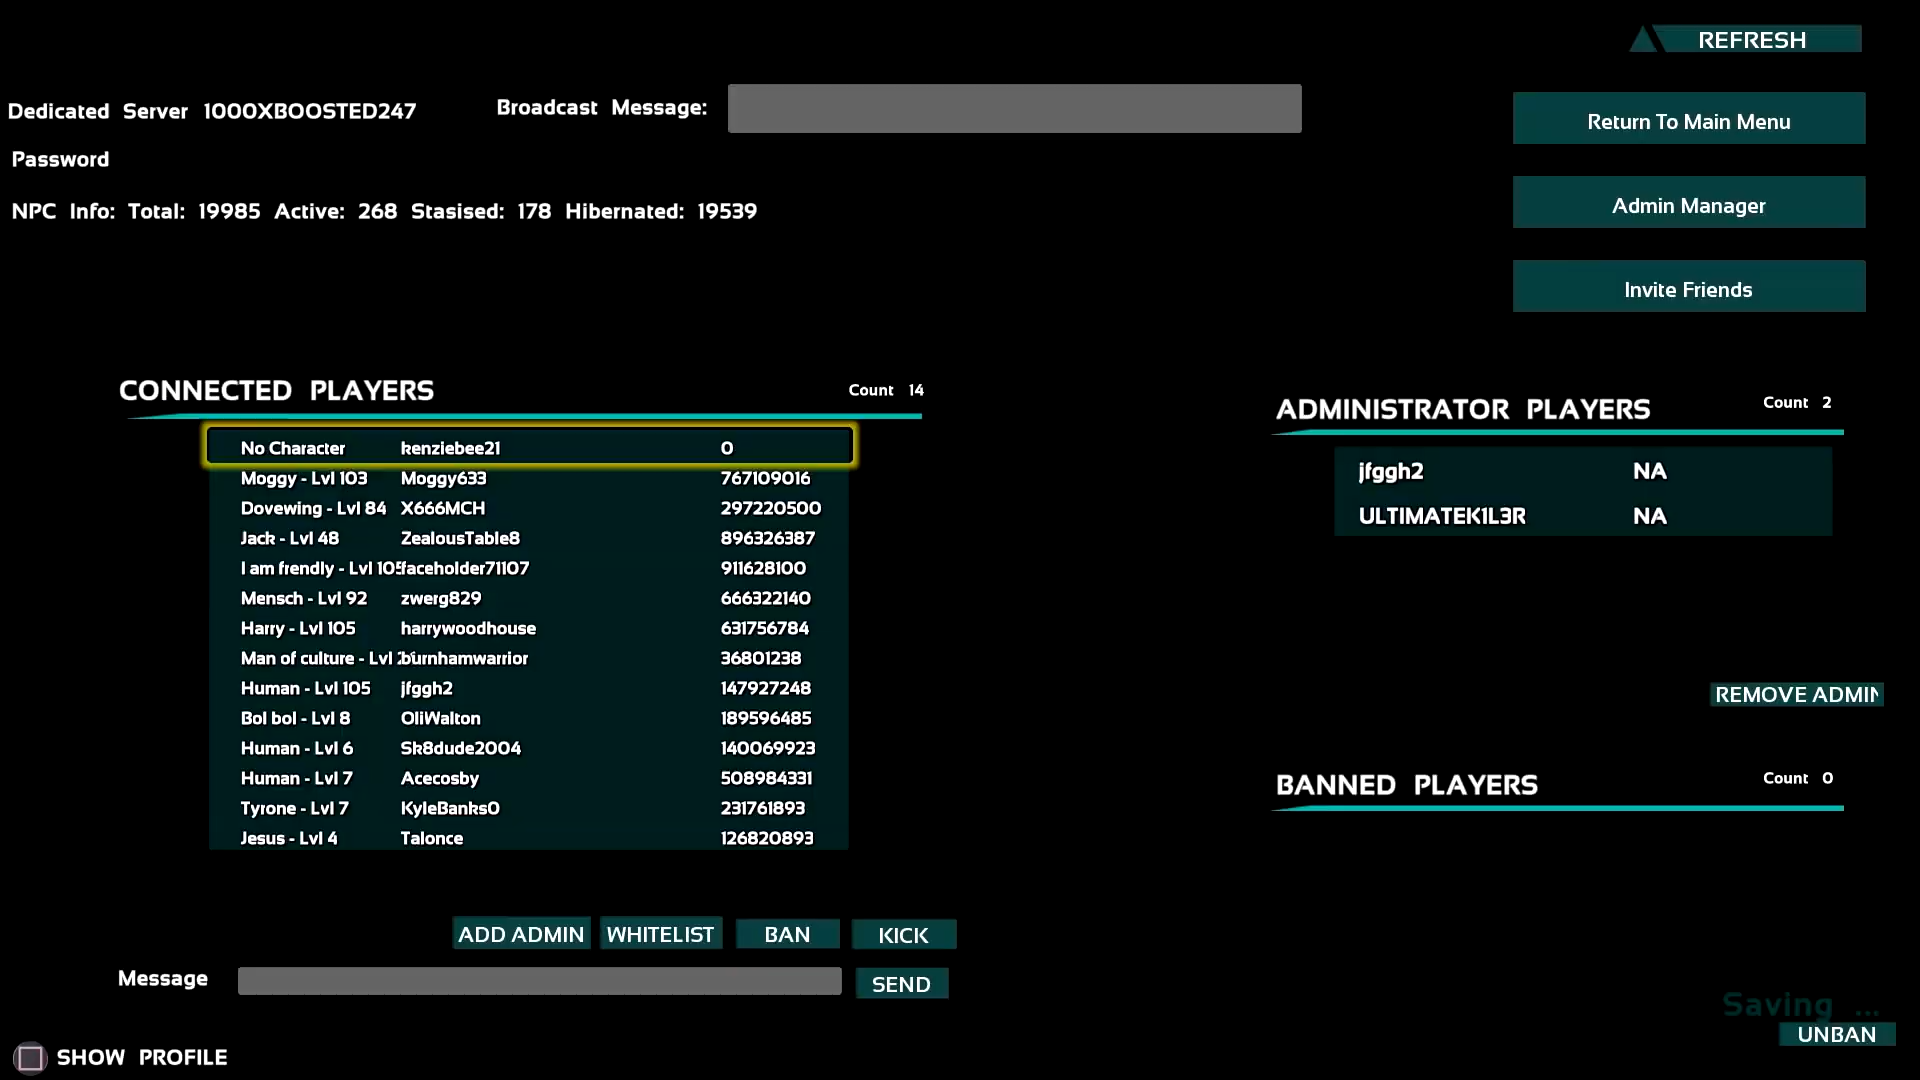 REFRESH
Dedicated Server 1000XBOOSTED247
Broadcast Message:
Return To Main Menu
Password
Admin Manager
NPC Info: Total: 19985 Active: 268 Stasised: 178 Hibernated: 19539
Invite Friends
CONNECTED PLAYERS Count 14
No Character kenziebee21 0
Moggy - Lvl 103 Moggy633 767109016
Dovewing - Lvl 84 X666MCH 297220500
Jack - Lvl 48 ZealousTable8 896326387
I am frendly - Lvl 105 faceholder71107 911628100
Mensch - Lvl 92 zwerg829 666322140
Harry - Lvl 105 harrywoodhouse 631756784
Man of culture - Lvl burnhamwarrior 36801238
Human - Lvl 105 jfggh2 147927248
Bol bol - Lvl 8 OliWalton 189596485
Human - Lvl 6 Sk8dude2004 140069923
Human - Lvl 7 Acecosby 508984331
Tyrone - Lvl 7 KyleBanks0 231761893
Jesus - Lvl 4 Talonce 126820893
ADD ADMIN WHITELIST BAN KICK
Message SEND
SHOW PROFILE
ADMINISTRATOR PLAYERS Count 2
jfggh2 NA
ULTIMATEK1L3R NA
REMOVE ADMIN
BANNED PLAYERS Count 0
Saving ...
UNBAN